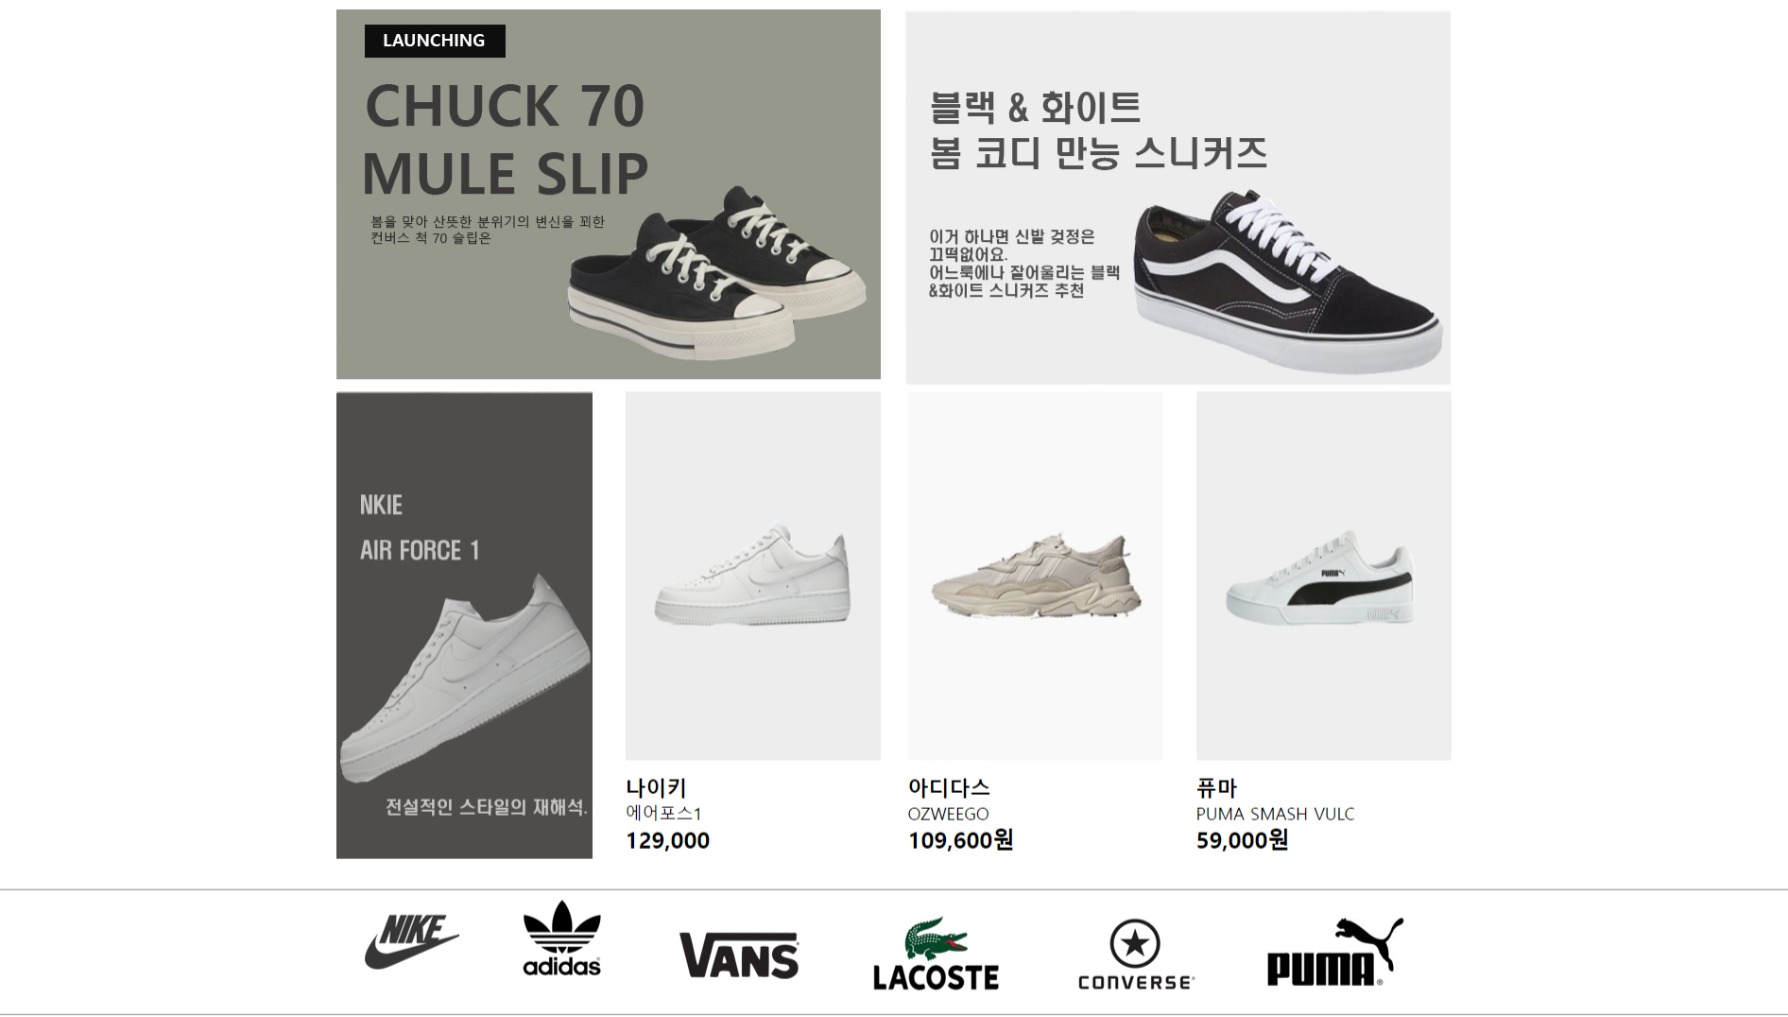 LAUNCHING
CHUCK 70
MULE SLIP
봄을 맞아 산뜻한 분위기의 변신을 꾀한
컨버스 척 70 슬립온
블랙 & 화이트
봄 코디 만능 스니커즈
이거 하나면 신발 걎정은
끄떡없어요.
어느룩에나 잘어울리는 블랙
&화이트 스니커즈 추천
NKIE
AIR FORCE 1
전설적인 스타일의 재해석.
PUMA
나이키
에어포스1
129,000
아디다스
OZWEEGO
109,600원
퓨마
PUMA SMASH VULC
59,000원
NIKE
adidas
VANS
LACOSTE
CONVERSE
PUMA